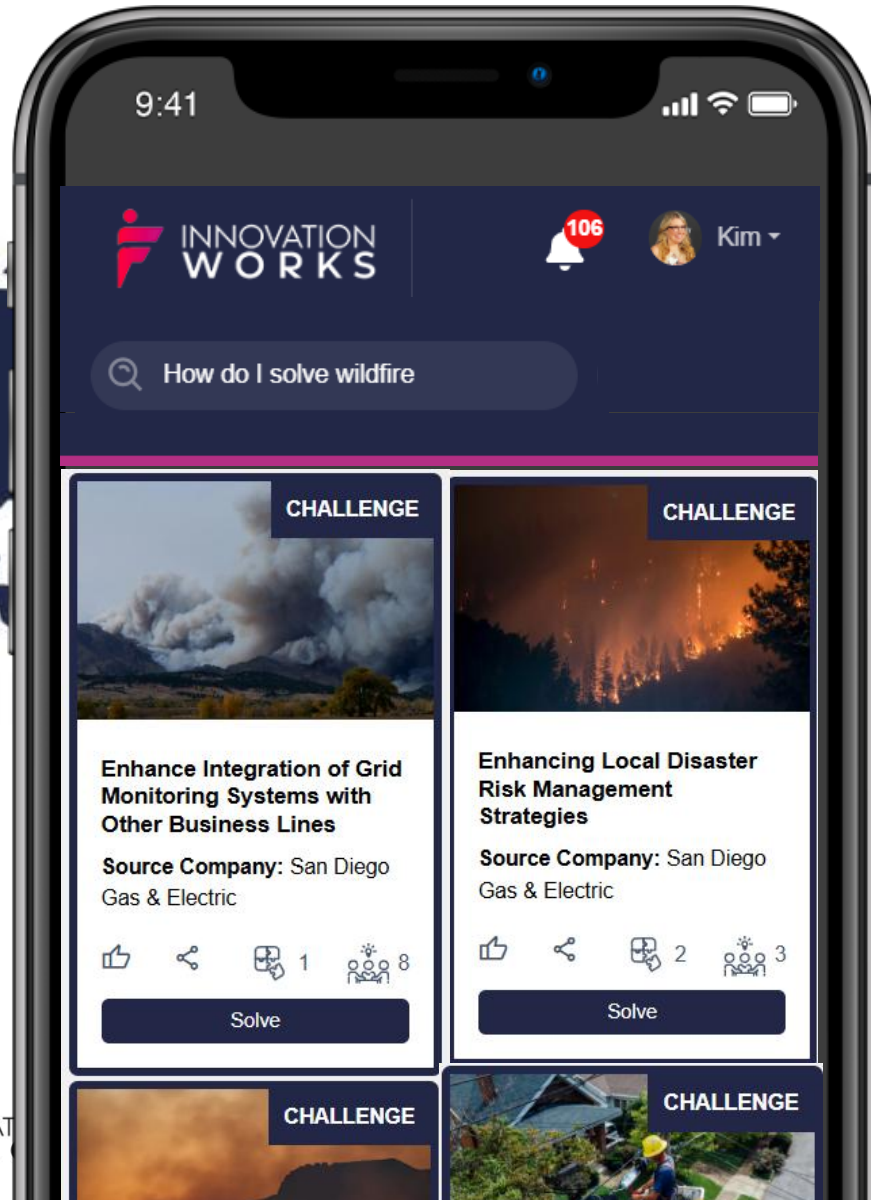 9:41
INNOVATION
WORKS
106
Kim
How do I solve wildfire
CHALLENGE
Enhance Integration of Grid
Monitoring Systems with
Other Business Lines
Source Company: San Diego
Gas & Electric
1
8
Solve
CHALLENGE
Enhancing Local Disaster
Risk Management
Strategies
Source Company: San Diego
Gas & Electric
2
3
Solve
CHALLENGE
CHALLENGE